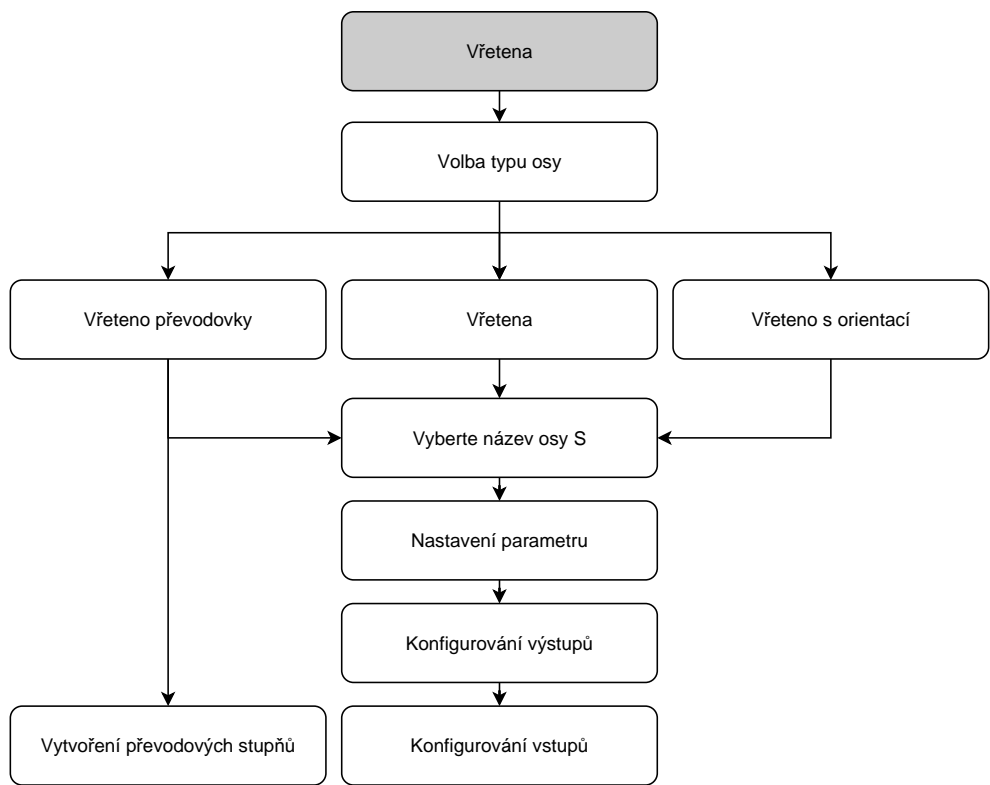 Vřetena
Volba typu osy
Vřeteno převodovky
Vřetena
Vřeteno s orientací
Vyberte název osy S
Nastavení parametru
Konfigurování výstupů
Vytvoření převodových stupňů
Konfigurování vstupů